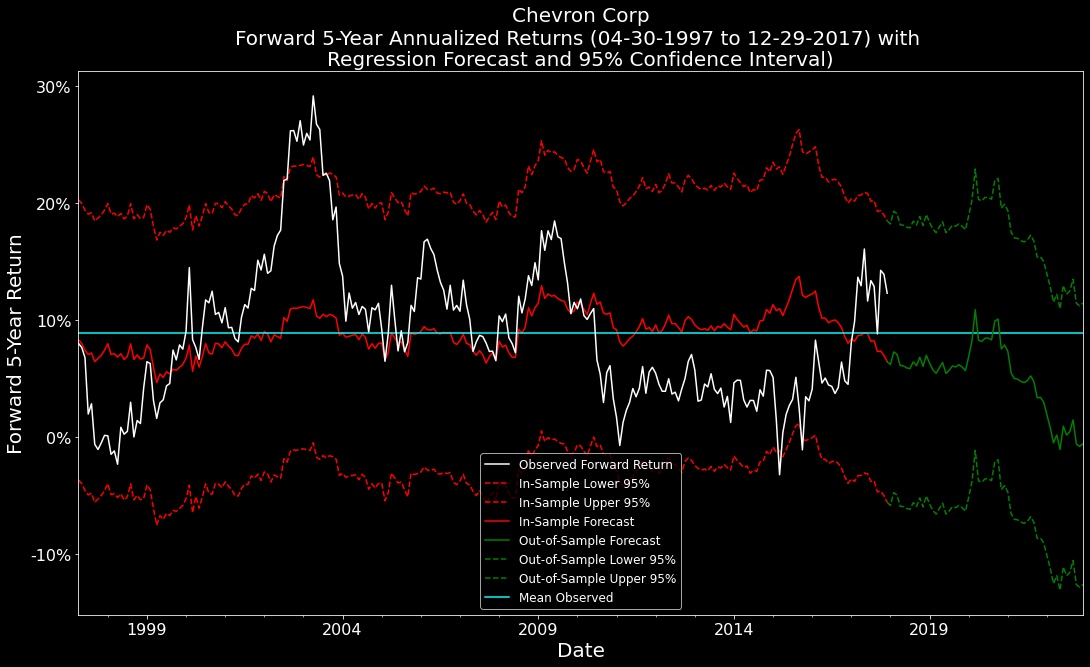 Chevron Corp
Forward 5-Year Annualized Returns (04-30-1997 to 12-29-2017) with
Regression Forecast and 95% Confidence Interval)
Forward 5-Year Return
30%
20%
10%
0%
-10%
Observed Forward Return
In-Sample Lower 95%
In-Sample Upper 95%
In-Sample Forecast
Out-of-Sample Forecast
Out-of-Sample Lower 95%
Out-of-Sample Upper 95%
Mean Observed
1999
2004
2009
2014
2019
Date